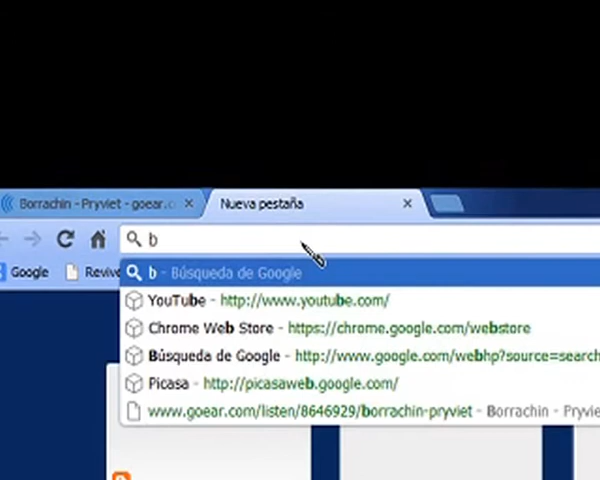 Borrachin - Pryviet - goear.c
Nueva pestaña
b
Google
Revive
b - Búsqueda de Google
YouTube - http://www.youtube.com/
Chrome Web Store - https://chrome.google.com/webstore
Búsqueda de Google - http://www.google.com/webhp?source=search
Picasa - http://picasaweb.google.com/
www.goear.com/listen/8646929/borrachin-pryviet - Borrachin - Pryvie